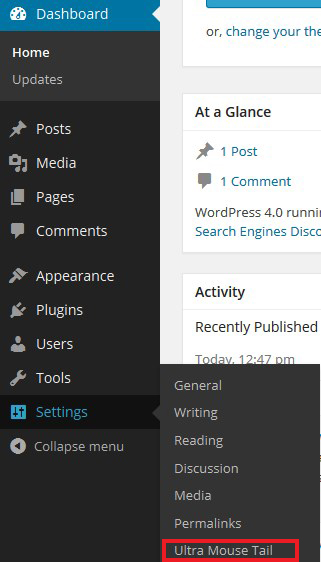 Dashboard
Home
Updates
Posts
Media
Pages
Comments
Appearance
Plugins
Users
Tools
Settings
Collapse menu
or, change your the
At a Glance
1 Post
1 Comment
WordPress 4.0 runnin
Search Engines Disco
Activity
Recently Published
Today, 12:47 pm
General
Writing
Reading
Discussion
Media
Permalinks
Ultra Mouse Tail